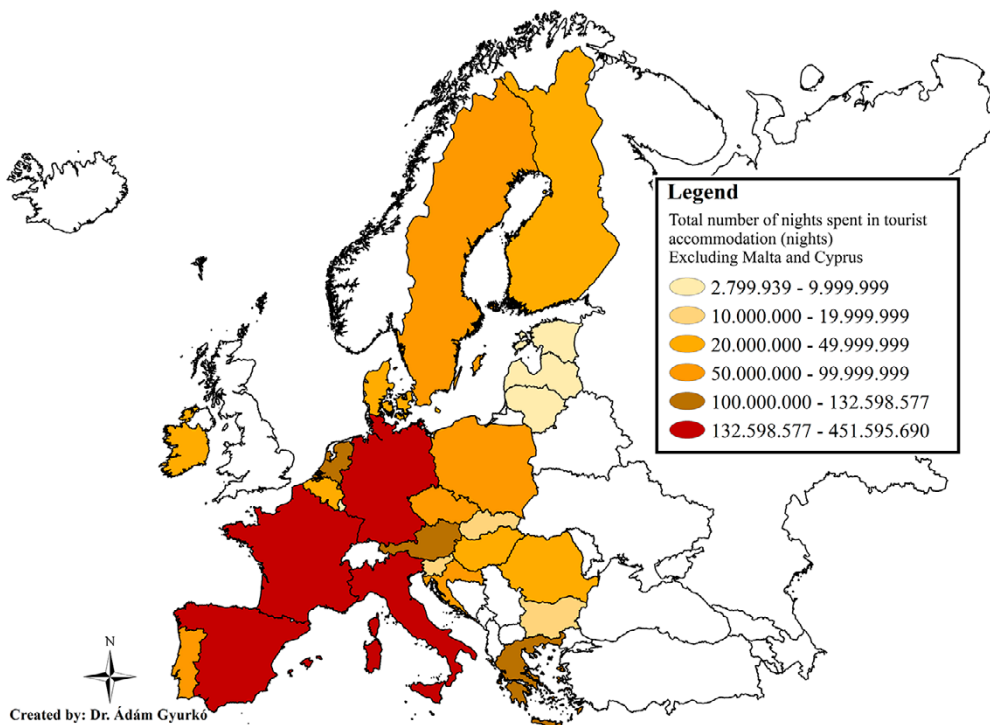 Legend
Total number of nights spent in tourist
accommodation (nights)
Excluding Malta and Cyprus
2.799.939 - 9.999.999
10.000.000 - 19.999.999
20.000.000 - 49.999.999
50.000.000 - 99.999.999
100.000.000 - 132.598.577
132.598.577 - 451.595.690
N
Created by: Dr. Ádám Gyurkó